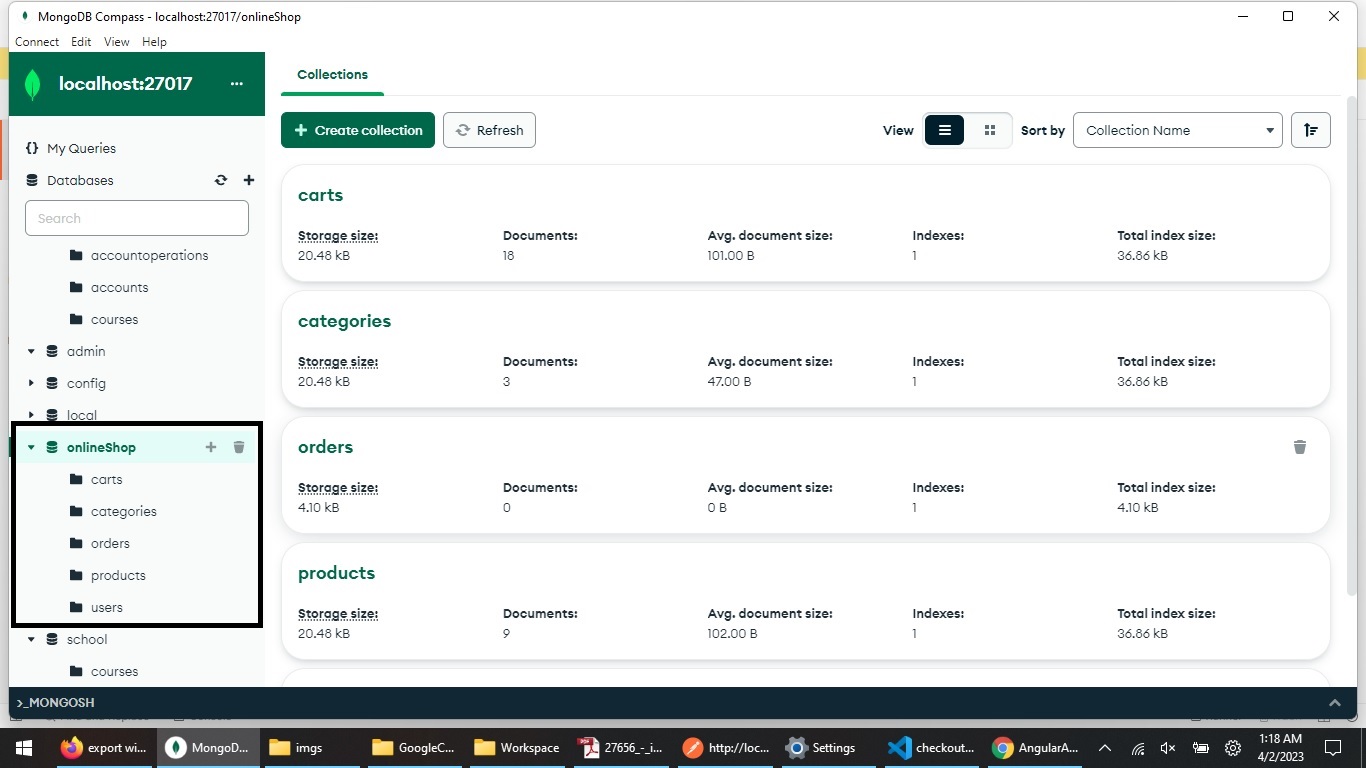 MongoDB Compass - localhost:27017/onlineShop
Connect Edit View Help
localhost:27017 ...
{} My Queries
Databases
Search
accountoperations
accounts
courses
admin
config
local
onlineShop
carts
categories
orders
products
users
school
courses
Collections
Create collection Refresh View Sort by Collection Name
carts
Storage size: Documents: Avg. document size: Indexes: Total index size:
20.48 kB 18 101.00 B 1 36.86 kB
categories
Storage size: Documents: Avg. document size: Indexes: Total index size:
20.48 kB 3 47.00 B 1 36.86 kB
orders
Storage size: Documents: Avg. document size: Indexes: Total index size:
4.10 kB 0 0 B 1 4.10 kB
products
Storage size: Documents: Avg. document size: Indexes: Total index size:
20.48 kB 9 102.00 B 1 36.86 kB
>_MONGOSH
export wi... MongoD... imgs GoogleC... Workspace 27656_-_i... http://loc... Settings checkout... AngularA... 1:18 AM
4/2/2023